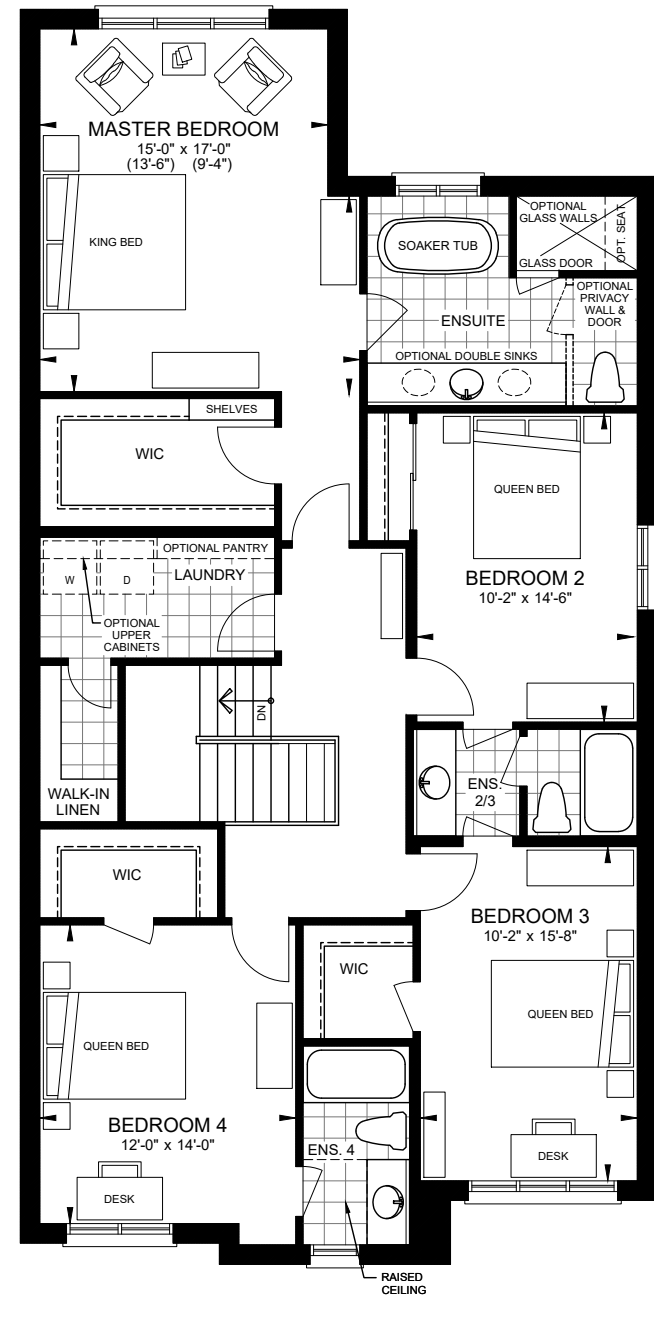 MASTER BEDROOM
15'-0" x 17'-0"
(13'-6") (9'-4")
KING BED
OPTIONAL
GLASS WALLS
OPT. SEAT
GLASS DOOR
SOAKER TUB
OPTIONAL
PRIVACY
WALL &
DOOR
ENSUITE
OPTIONAL DOUBLE SINKS
SHELVES
WIC
QUEEN BED
BEDROOM 2
10'-2" x 14'-6"
OPTIONAL PANTRY
LAUNDRY
W
D
OPTIONAL
UPPER
CABINETS
DN
WALK-IN
LINEN
ENS.
2/3
WIC
BEDROOM 3
10'-2" x 15'-8"
WIC
QUEEN BED
QUEEN BED
BEDROOM 4
12'-0" x 14'-0"
ENS. 4
DESK
DESK
RAISED
CEILING